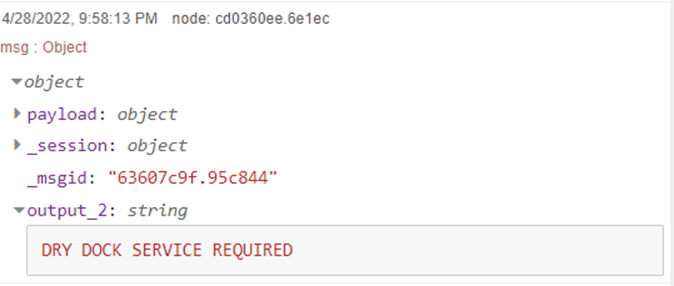 4/28/2022, 9:58:13 PM node: cd0360ee.6e1ec
msg : Object
object
payload: object
_session: object
_msgid: "63607c9f.95c844"
output_2: string
DRY DOCK SERVICE REQUIRED